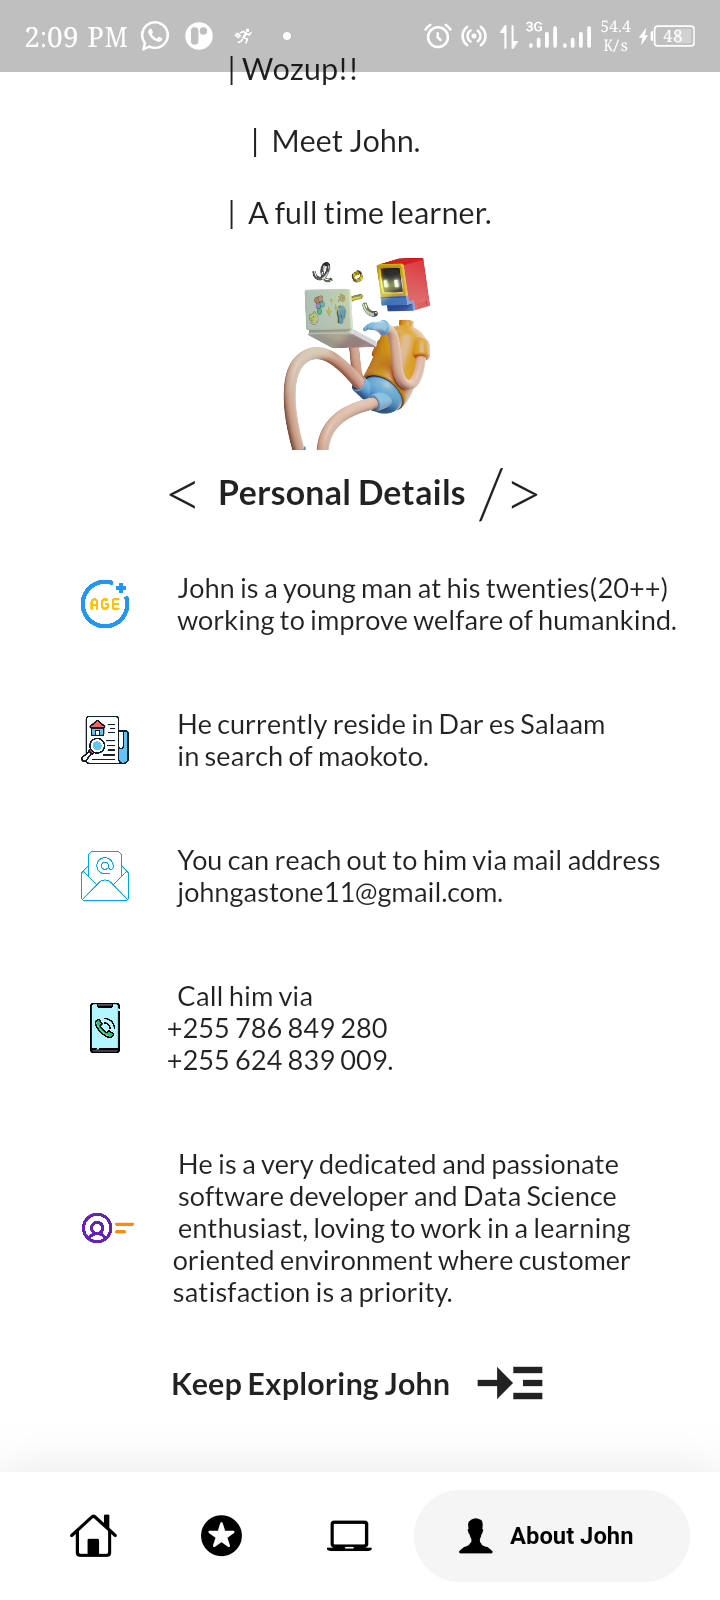 2:09 PM 3G 54.4 K/s 48
| Wozup!!
| Meet John.
| A full time learner.
< Personal Details />
AGE
John is a young man at his twenties(20++)
working to improve welfare of humankind.
He currently reside in Dar es Salaam
in search of maokoto.
@
You can reach out to him via mail address
johngastone11@gmail.com.
Call him via
+255 786 849 280
+255 624 839 009.
He is a very dedicated and passionate
software developer and Data Science
enthusiast, loving to work in a learning
oriented environment where customer
satisfaction is a priority.
Keep Exploring John
About John